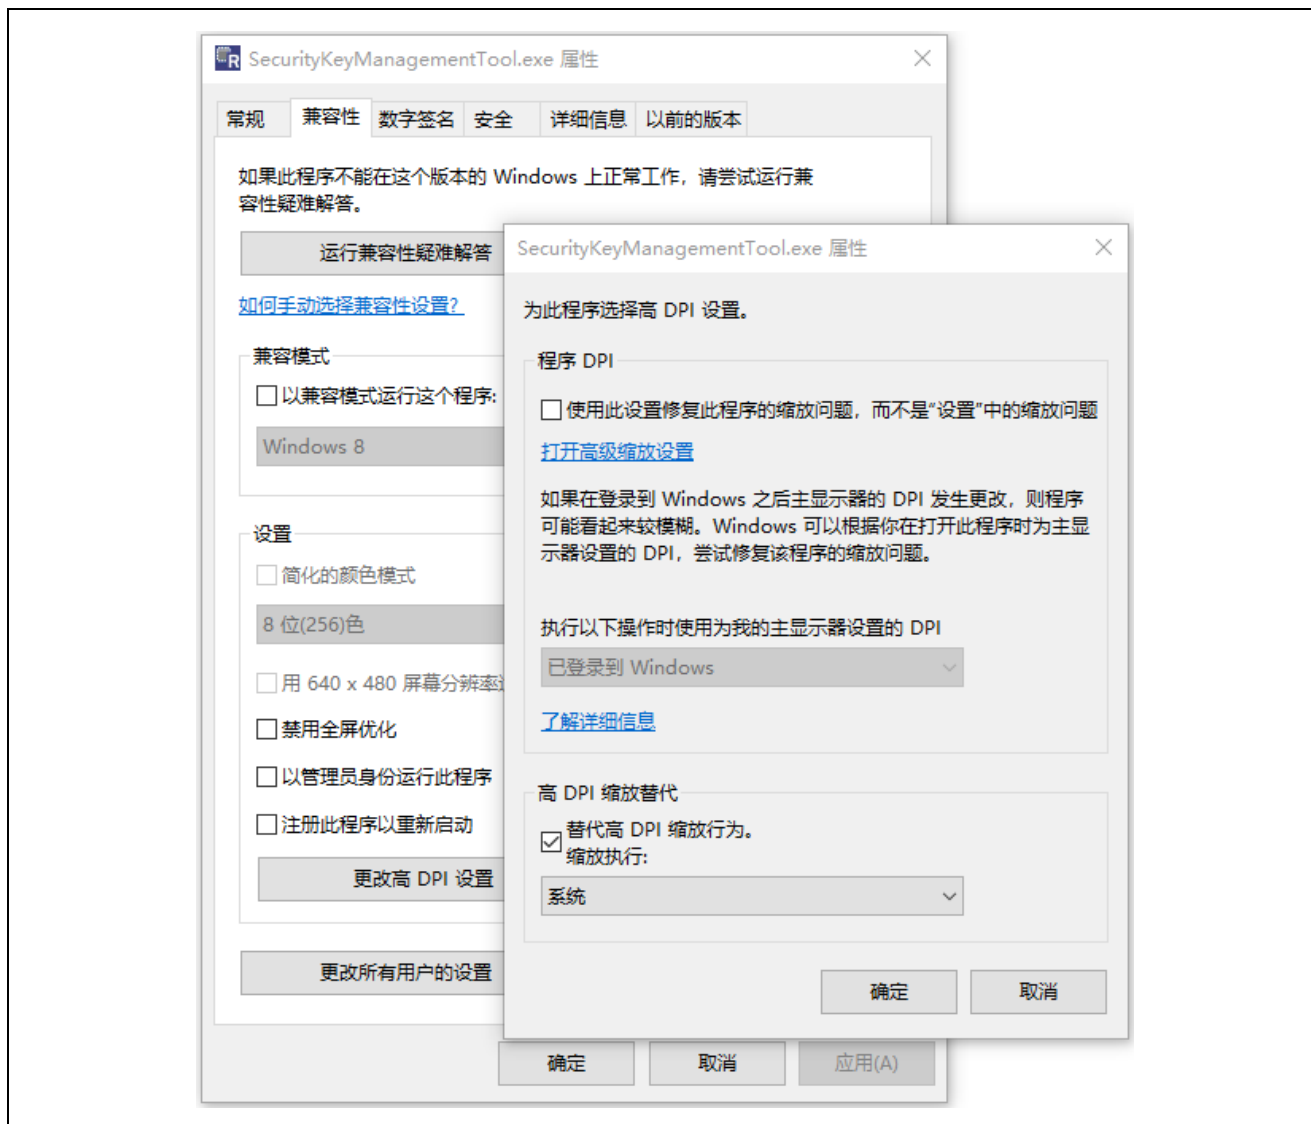 SecurityKeyManagementTool.exe 属性
常规
兼容性
数字签名
安全
详细信息
以前的版本
如果此程序不能在这个版本的 Windows 上正常工作，请尝试运行兼
容性疑难解答。
运行兼容性疑难解答
如何手动选择兼容性设置?
兼容模式
以兼容模式运行这个程序:
Windows 8
设置
简化的颜色模式
8 位(256)色
用 640 x 480 屏幕分辨率
禁用全屏优化
以管理员身份运行此程序
注册此程序以重新启动
更改高 DPI 设置
更改所有用户的设置
确定
取消
应用(A)
SecurityKeyManagementTool.exe 属性
为此程序选择高 DPI 设置。
程序 DPI
使用此设置修复此程序的缩放问题，而不是“设置”中的缩放问题
打开高级缩放设置
如果在登录到 Windows 之后主显示器的 DPI 发生更改，则程序
可能看起来较模糊。Windows 可以根据你在打开此程序时为主显
示器设置的 DPI，尝试修复该程序的缩放问题。
执行以下操作时使用为我的主显示器设置的 DPI
已登录到 Windows
了解详细信息
高 DPI 缩放替代
替代高 DPI 缩放行为。
缩放执行:
系统
确定
取消